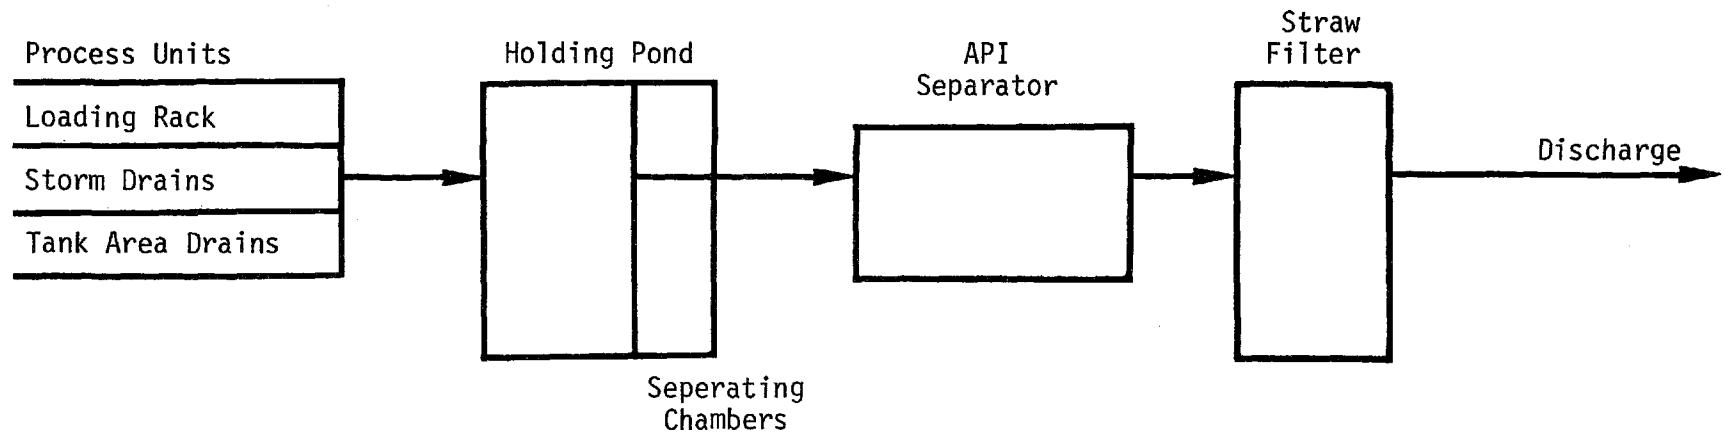 Process Units
Loading Rack
Storm Drains
Tank Area Drains
Holding Pond
Seperating
Chambers
API
Separator
Straw
Filter
Discharge